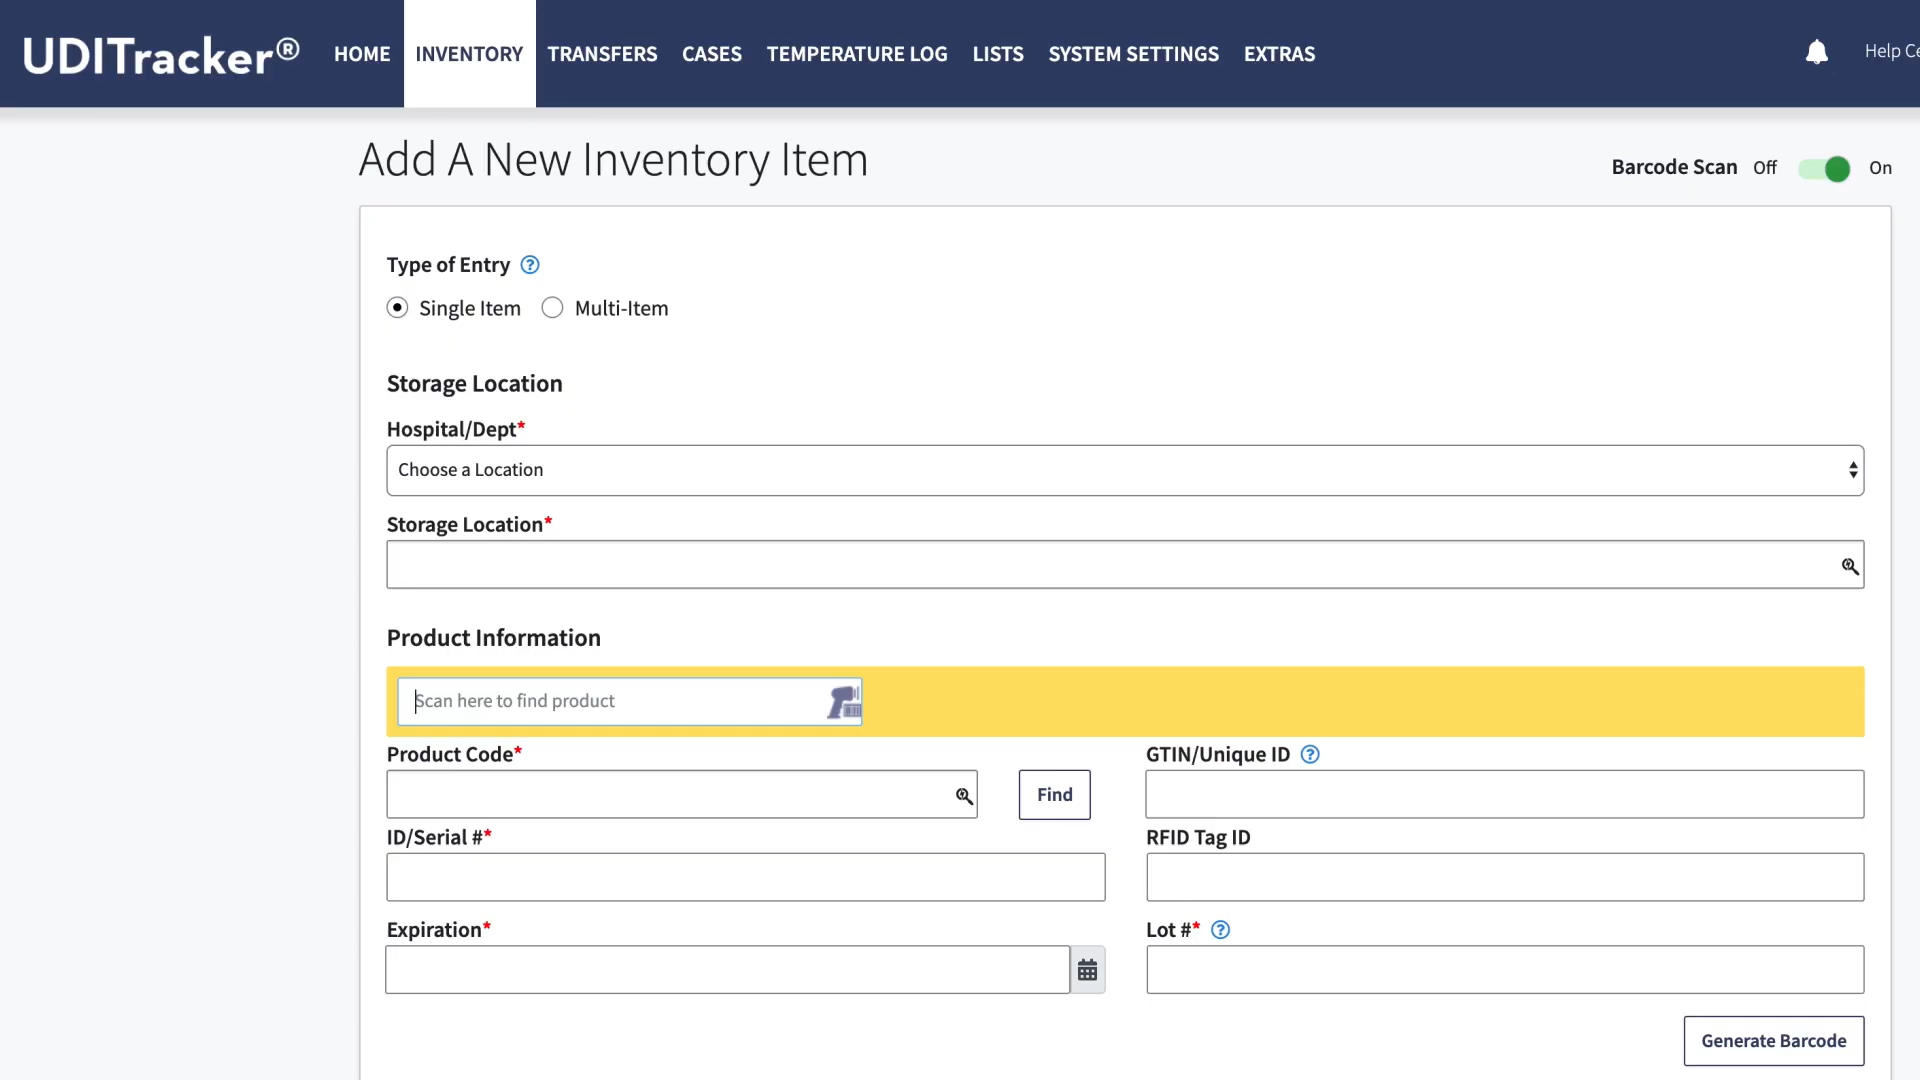 UDITracker®
HOME INVENTORY TRANSFERS CASES TEMPERATURE LOG LISTS SYSTEM SETTINGS EXTRAS
Help Ce
Add A New Inventory Item
Barcode Scan Off On
Type of Entry ?
Single Item Multi-Item
Storage Location
Hospital/Dept*
Choose a Location
Storage Location*
Product Information
Scan here to find product
Product Code*
Find
GTIN/Unique ID ?
ID/Serial #*
RFID Tag ID
Expiration*
Lot #* ?
Generate Barcode